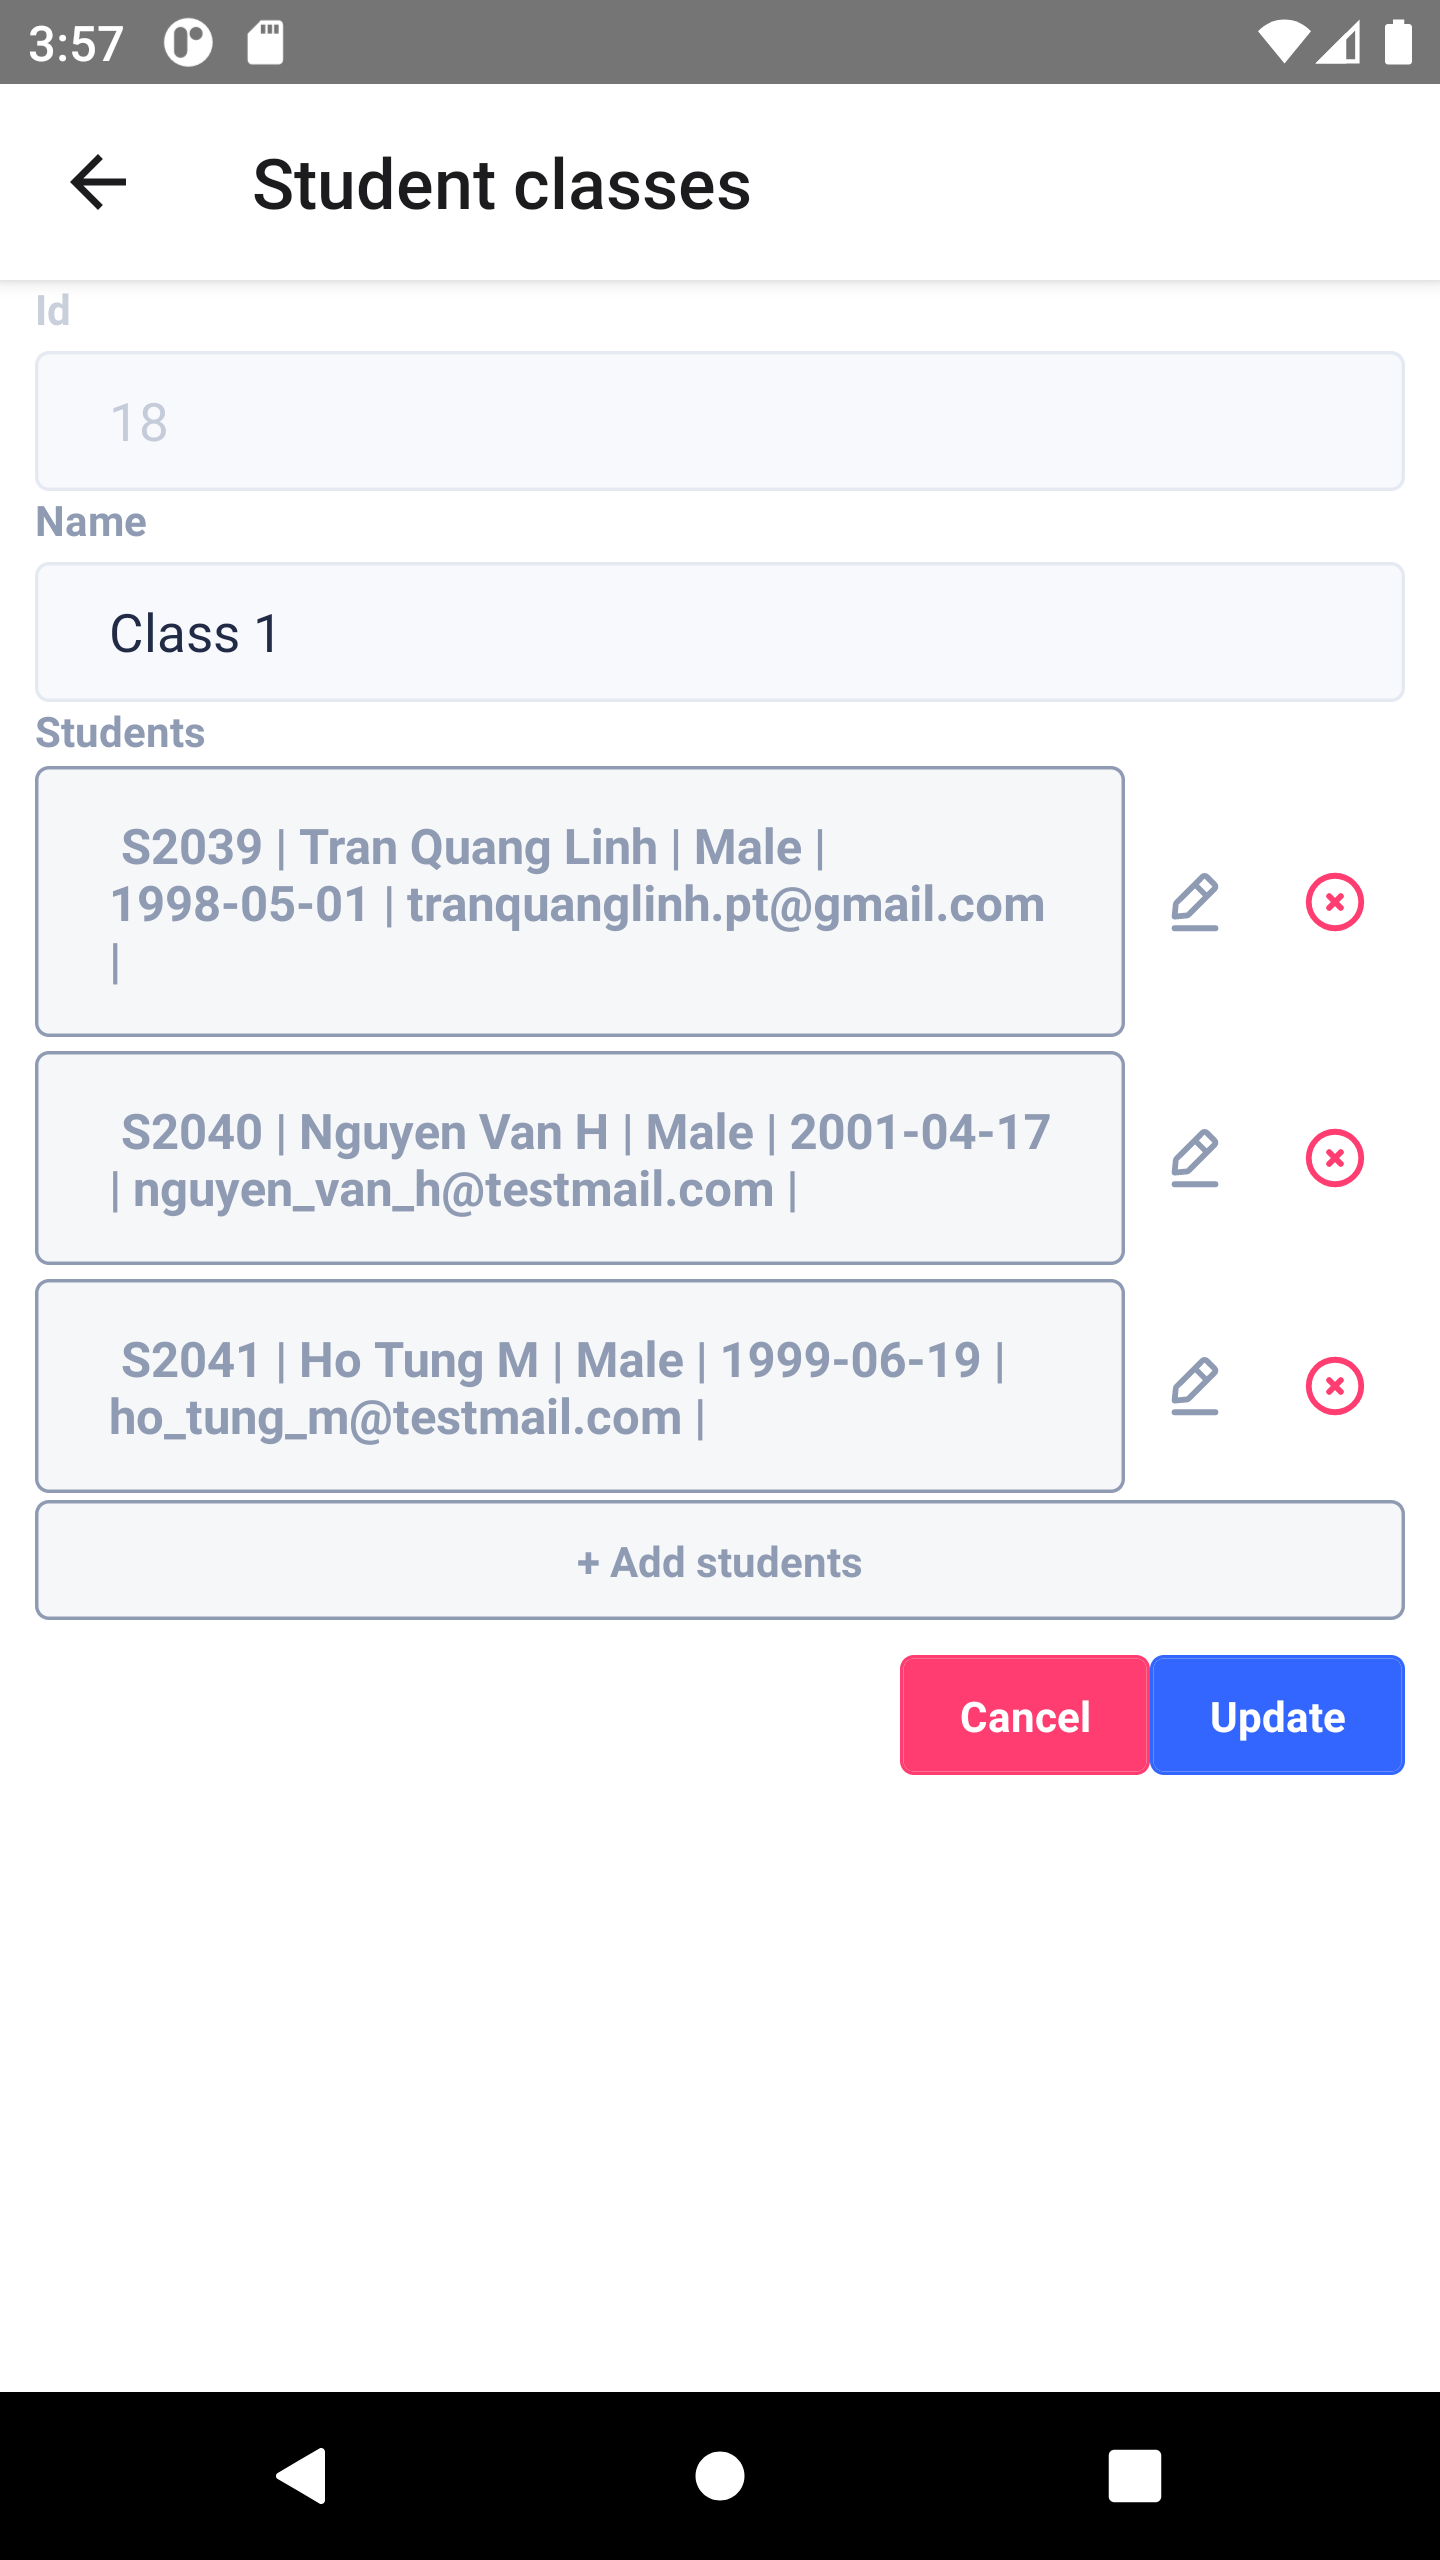 3:57
Student classes
Id
18
Name
Class 1
Students
S2039 | Tran Quang Linh | Male |
1998-05-01 | tranquanglinh.pt@gmail.com
|
S2040 | Nguyen Van H | Male | 2001-04-17
| nguyen_van_h@testmail.com |
S2041 | Ho Tung M | Male | 1999-06-19 |
ho_tung_m@testmail.com |
+ Add students
Cancel
Update